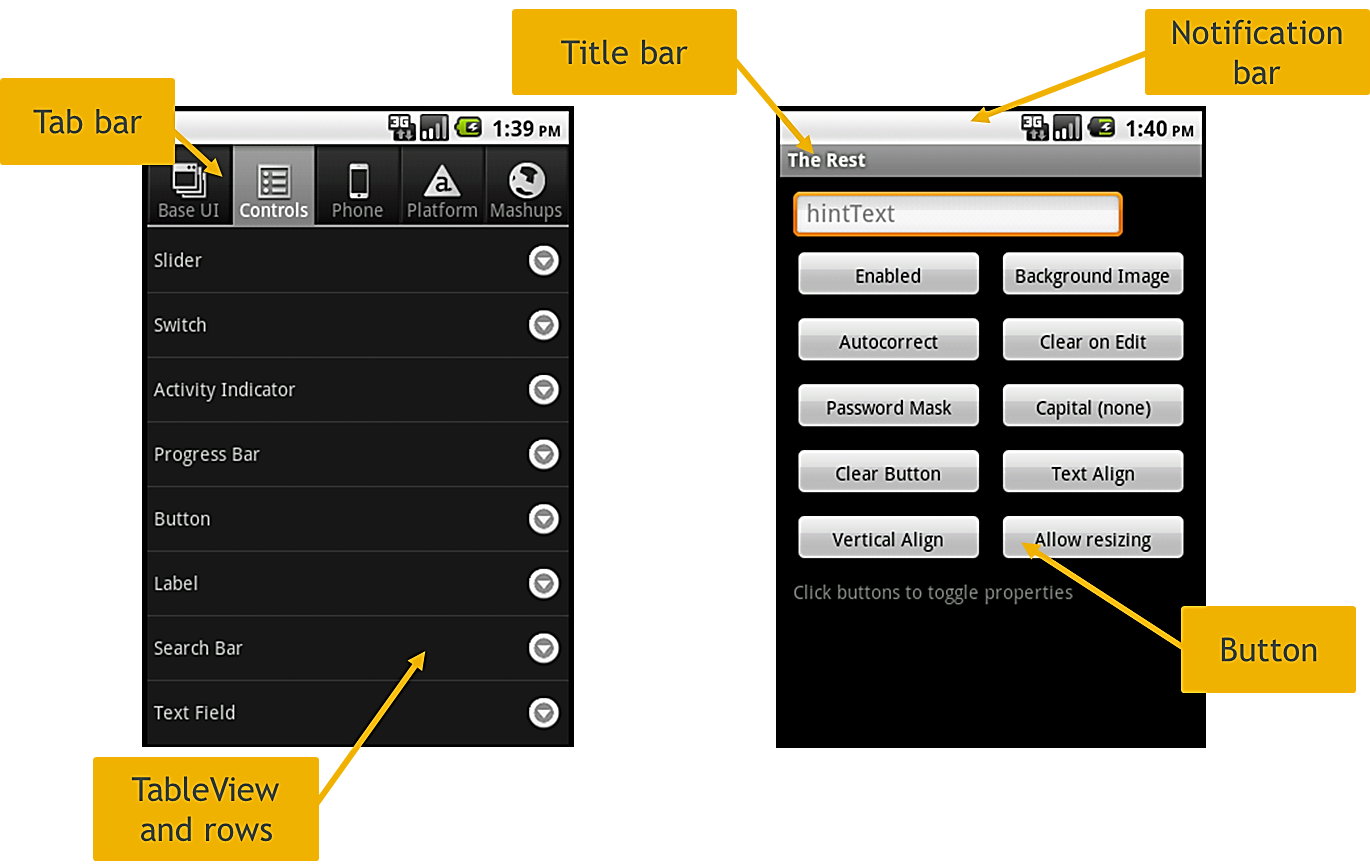 Title bar
Notification
bar
Tab bar
3G 1:39 PM
Base UI Controls Phone Platform Mashups
Slider
Switch
Activity Indicator
Progress Bar
Button
Label
Search Bar
Text Field
TableView
and rows
3G 1:40 PM
The Rest
hintText
Enabled Background Image
Autocorrect Clear on Edit
Password Mask Capital (none)
Clear Button Text Align
Vertical Align Allow resizing
Click buttons to toggle properties
Button